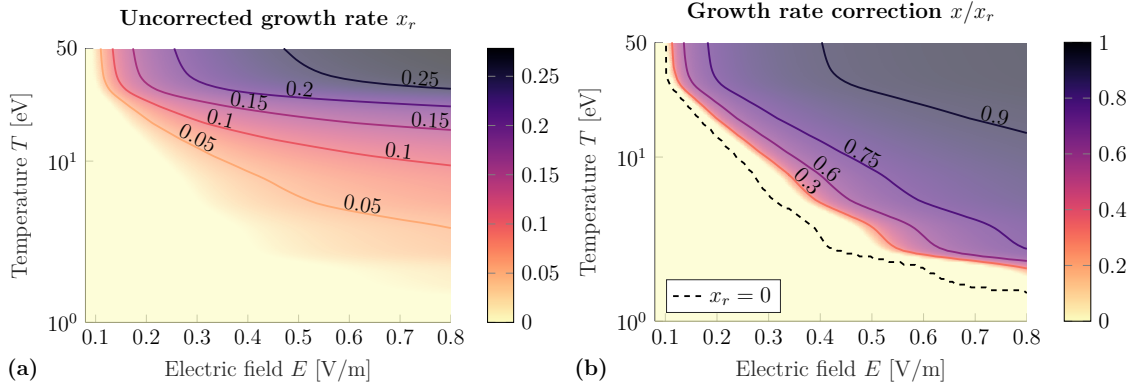 Uncorrected growth rate x_r
50
10^1
10^0
Temperature T [eV]
0.25
0.2
0.15
0.15
0.1
0.1
0.05
0.05
0.1 0.2 0.3 0.4 0.5 0.6 0.7 0.8
Electric field E [V/m]
0.25
0.2
0.15
0.1
0.05
0
(a)
Growth rate correction x/x_r
50
10^1
10^0
Temperature T [eV]
0.9
0.75
0.6
0.3
x_r = 0
0.1 0.2 0.3 0.4 0.5 0.6 0.7 0.8
Electric field E [V/m]
1
0.8
0.6
0.4
0.2
0
(b)